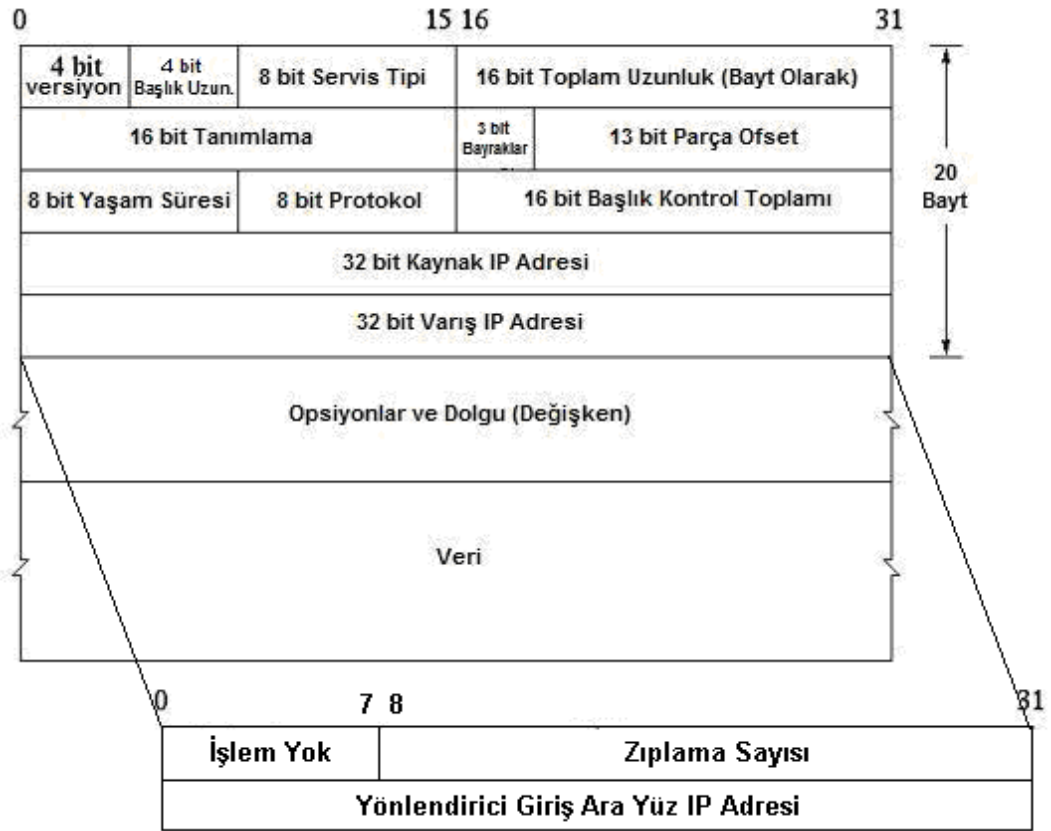 0 15 16 31
4 bit versiyon
4 bit Başlık Uzun.
8 bit Servis Tipi
16 bit Toplam Uzunluk (Bayt Olarak)
16 bit Tanımlama
3 bit Bayraklar
13 bit Parça Ofset
8 bit Yaşam Süresi
8 bit Protokol
16 bit Başlık Kontrol Toplamı
20 Bayt
32 bit Kaynak IP Adresi
32 bit Varış IP Adresi
Opsiyonlar ve Dolgu (Değişken)
Veri
0 7 8 31
İşlem Yok
Zıplama Sayısı
Yönlendirici Giriş Ara Yüz IP Adresi